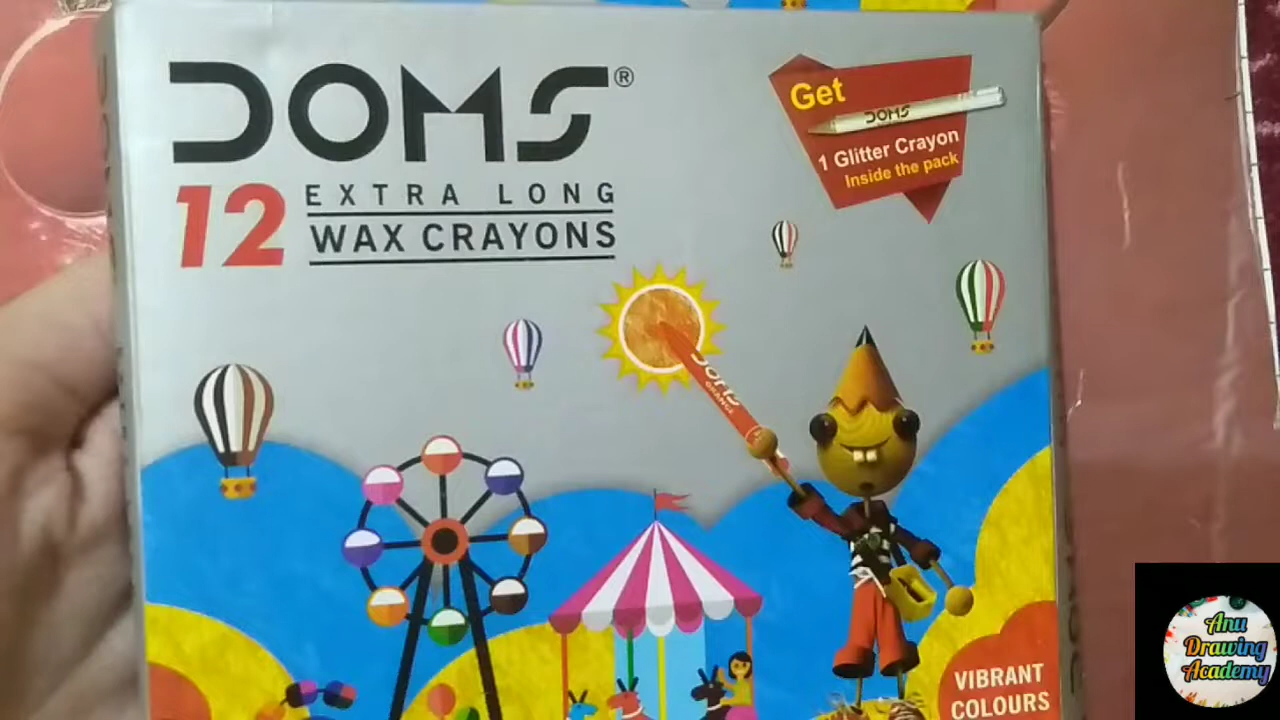 DOMS®
12 EXTRA LONG
WAX CRAYONS
Get
DOMS
1 Glitter Crayon
Inside the pack
DOMS
ORANGE
VIBRANT
COLOURS
Anu
Drawing
Academy